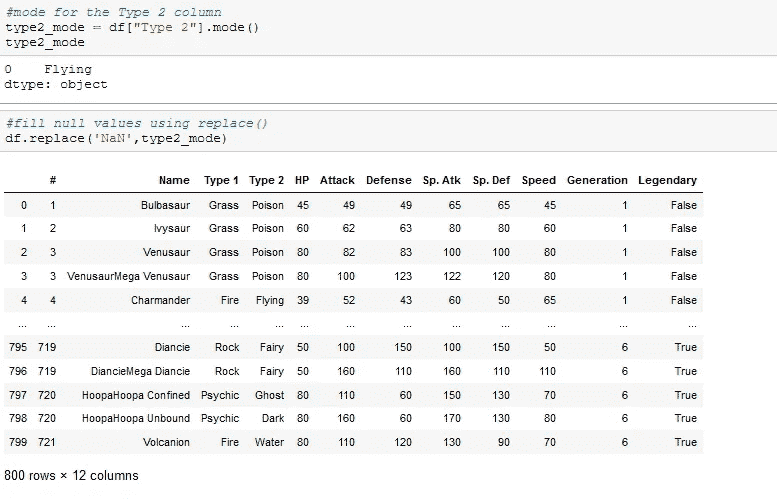 #mode for the Type 2 column
type2_mode = df["Type 2"].mode()
type2_mode
0    Flying
dtype: object
#fill null values using replace()
df.replace('NaN',type2_mode)
# Name Type 1 Type 2 HP Attack Defense Sp. Atk Sp. Def Speed Generation Legendary
0 1 Bulbasaur Grass Poison 45 49 49 65 65 45 1 False
1 2 Ivysaur Grass Poison 60 62 63 80 80 60 1 False
2 3 Venusaur Grass Poison 80 82 83 100 100 80 1 False
3 3 VenusaurMega Venusaur Grass Poison 80 100 123 122 120 80 1 False
4 4 Charmander Fire Flying 39 52 43 60 50 65 1 False
... ... ... ... ... ... ... ... ... ... ... ... ...
795 719 Diancie Rock Fairy 50 100 150 100 150 50 6 True
796 719 DiancieMega Diancie Rock Fairy 50 160 110 160 110 110 6 True
797 720 HoopaHoopa Confined Psychic Ghost 80 110 60 150 130 70 6 True
798 720 HoopaHoopa Unbound Psychic Dark 80 160 60 170 130 80 6 True
799 721 Volcanion Fire Water 80 110 120 130 90 70 6 True
800 rows × 12 columns